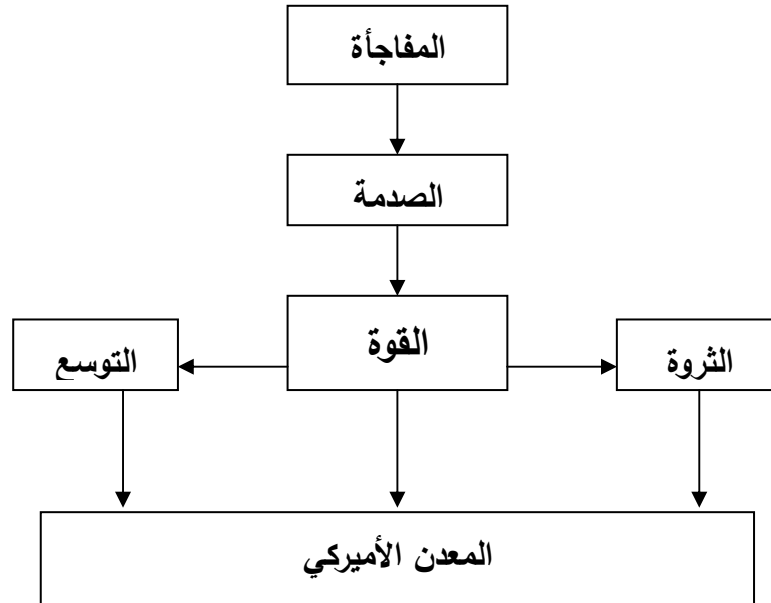 المفاجأة
الصدمة
القوة
الثروة
التوسع
المعدن الأميركي